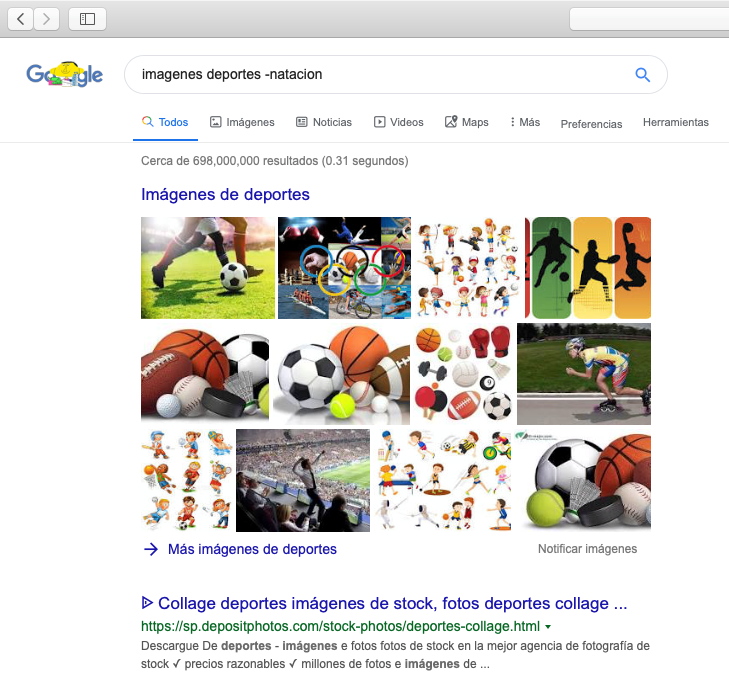 Google
imagenes deportes -natacion
Todos Imágenes Noticias Videos Maps Más Preferencias Herramientas
Cerca de 698,000,000 resultados (0.31 segundos)
Imágenes de deportes
Más imágenes de deportes
Notificar imágenes
Collage deportes imágenes de stock, fotos deportes collage ...
https://sp.depositphotos.com/stock-photos/deportes-collage.html
Descargue De deportes - imágenes e fotos fotos de stock en la mejor agencia de fotografía de
stock ✓ precios razonables ✓ millones de fotos e imágenes de ...